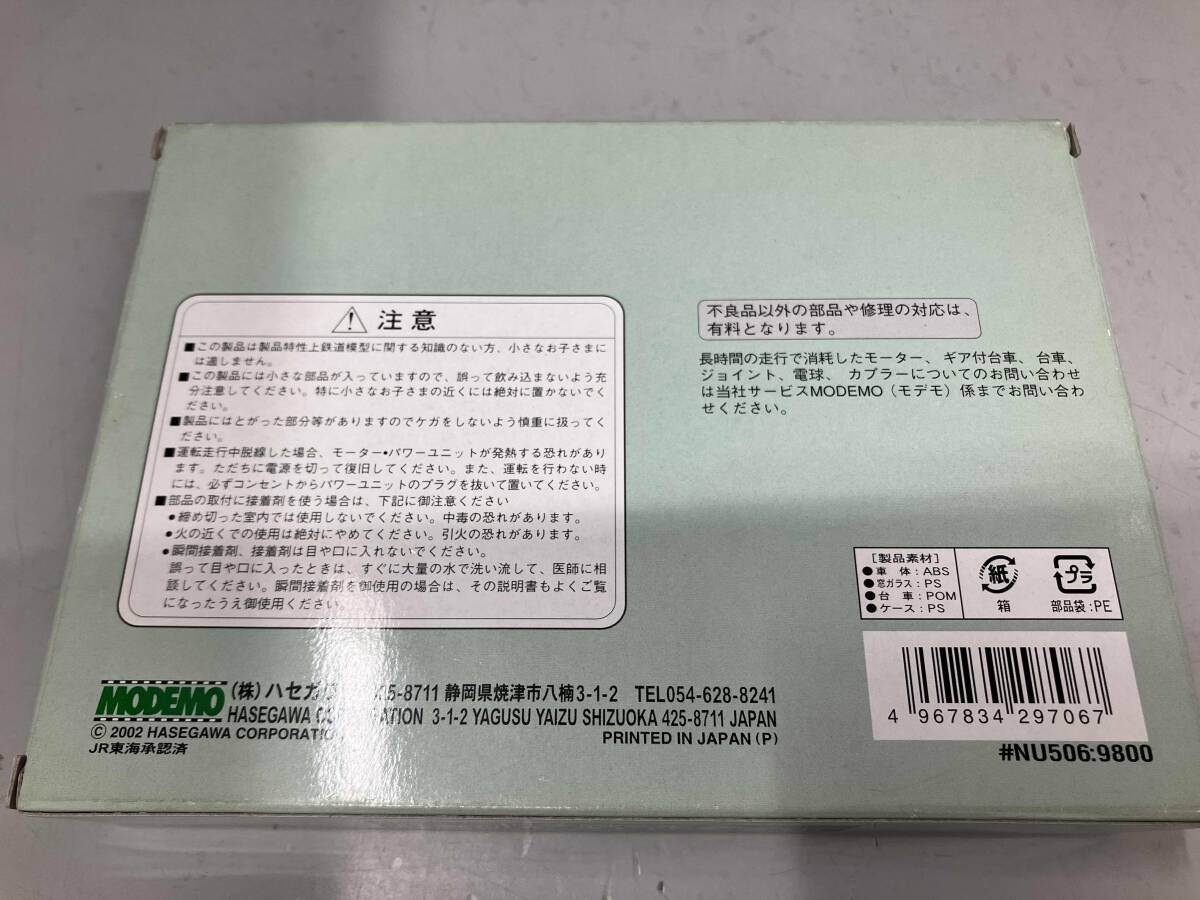 注意
■この製品は製品特性上鉄道模型に関する知識のない方、小さなお子さまに
は適しません。
■この製品には小さな部品が入っていますので、誤って飲み込まないよう充
分注意してください。特に小さなお子さまの近くには絶対に置かないでく
ださい。
■製品にはとがった部分等がありますのでケガをしないよう慎重に扱ってく
ださい。
■運転走行中脱線した場合、モーター•パワーユニットが発熱する恐れがあり
ます。ただちに電源を切って復旧してください。また、運転を行わない時
には、必ずコンセントからパワーユニットのプラグを抜いて置いてください。
■部品の取付に接着剤を使う場合は、下記に御注意ください
●締め切った室内では使用しないでください。中毒の恐れがあります。
●火の近くでの使用は絶対にやめてください。引火の恐れがあります。
●瞬間接着剤、接着剤は目や口に入れないでください。
誤って目や口に入ったときは、すぐに大量の水で洗い流して、医師に相
談してください。瞬間接着剤を御使用の場合は、その説明書もよくご覧
になったうえ御使用ください。
不良品以外の部品や修理の対応は、
有料となります。
長時間の走行で消耗したモーター、ギア付台車、台車、
ジョイント、電球、カプラーについてのお問い合わせ
は当社サービスMODEMO（モデモ）係までお問い合わ
せください。
［製品素材］
●車 体：ABS
●窓ガラス：PS
●台 車：POM
●ケース：PS
紙
箱
プラ
部品袋：PE
4 967834 297067
#NU506:9800
MODEMO
(株)ハセガワ 425-8711 静岡県焼津市八楠3-1-2 TEL054-628-8241
HASEGAWA CORPORATION 3-1-2 YAGUSU YAIZU SHIZUOKA 425-8711 JAPAN
© 2002 HASEGAWA CORPORATION
PRINTED IN JAPAN (P)
JR東海承認済